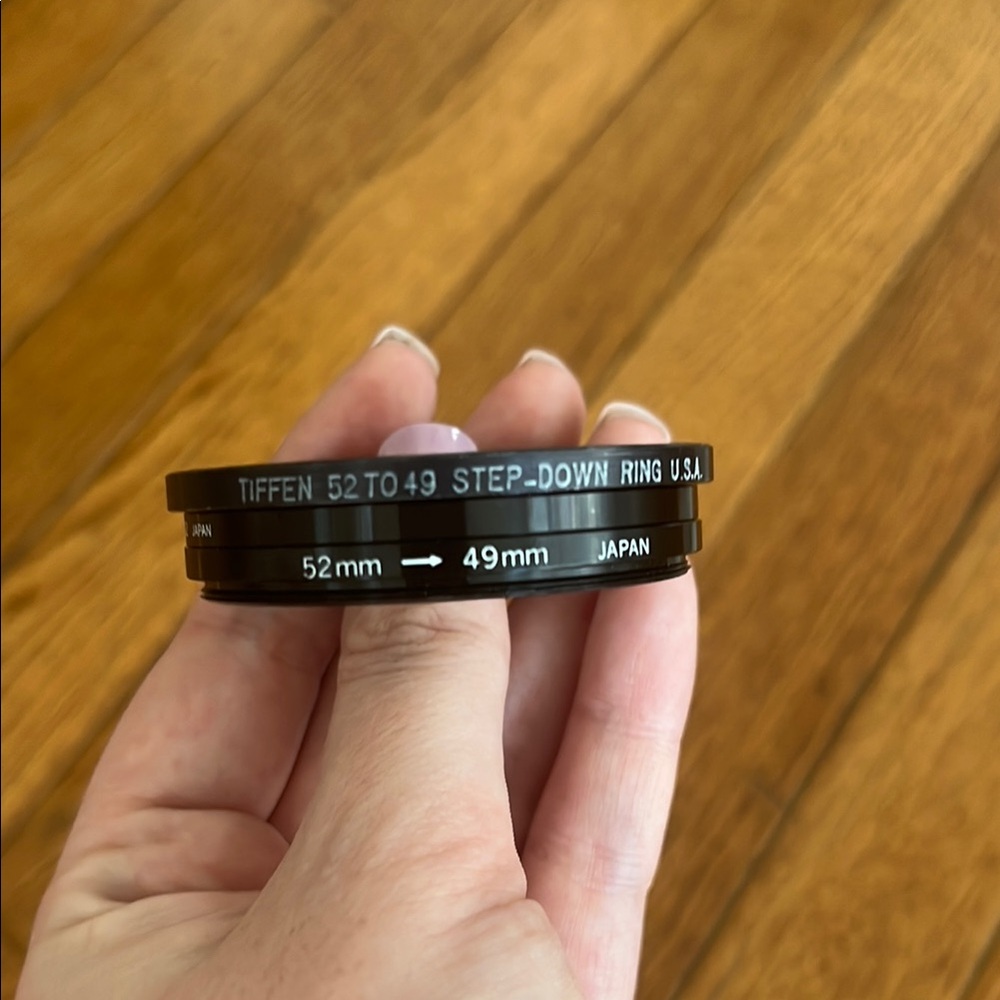 TIFFEN 52 TO 49 STEP-DOWN RING U.S.A.
JAPAN
52mm → 49mm JAPAN